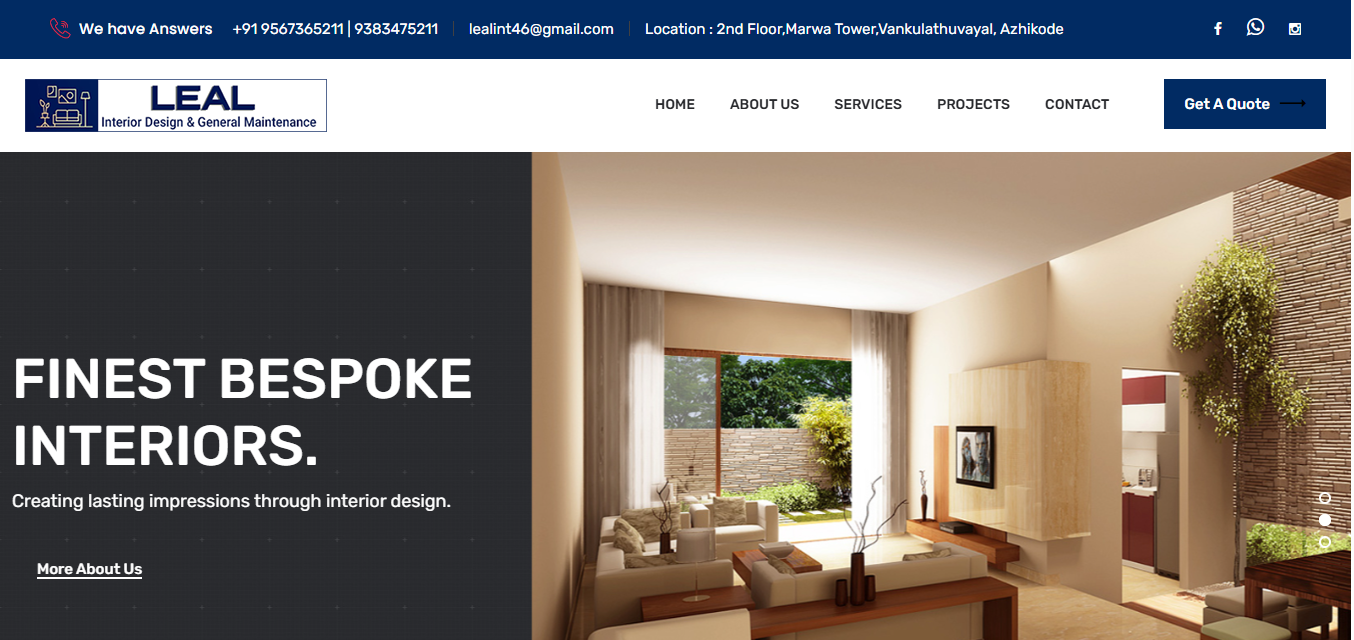 We have Answers +91 9567365211 | 9383475211 lealint46@gmail.com Location : 2nd Floor,Marwa Tower,Vankulathuvayal, Azhikode
LEAL
Interior Design & General Maintenance
HOME ABOUT US SERVICES PROJECTS CONTACT Get A Quote
FINEST BESPOKE
INTERIORS.
Creating lasting impressions through interior design.
More About Us